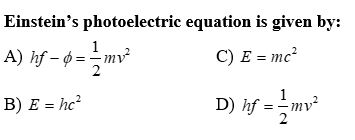 Einstein's photoelectric equation is given by:
A) hf − ϕ = 1/2 mv²
C) E = mc²
B) E = hc²
D) hf = 1/2 mv²